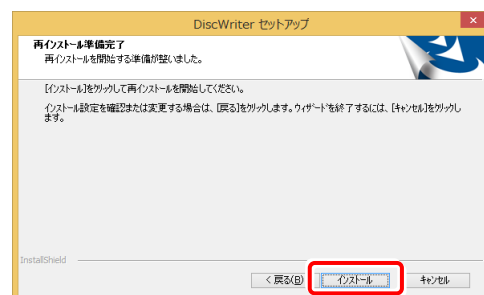 DiscWriter セットアップ
再インストール準備完了
再インストールを開始する準備が整いました。
[インストール]をクリックして再インストールを開始してください。
インストール設定を確認または変更する場合は、[戻る]をクリックします。ウィザードを終了するには、[キャンセル]をクリックし
ます。
InstallShield
< 戻る(B)
インストール
キャンセル